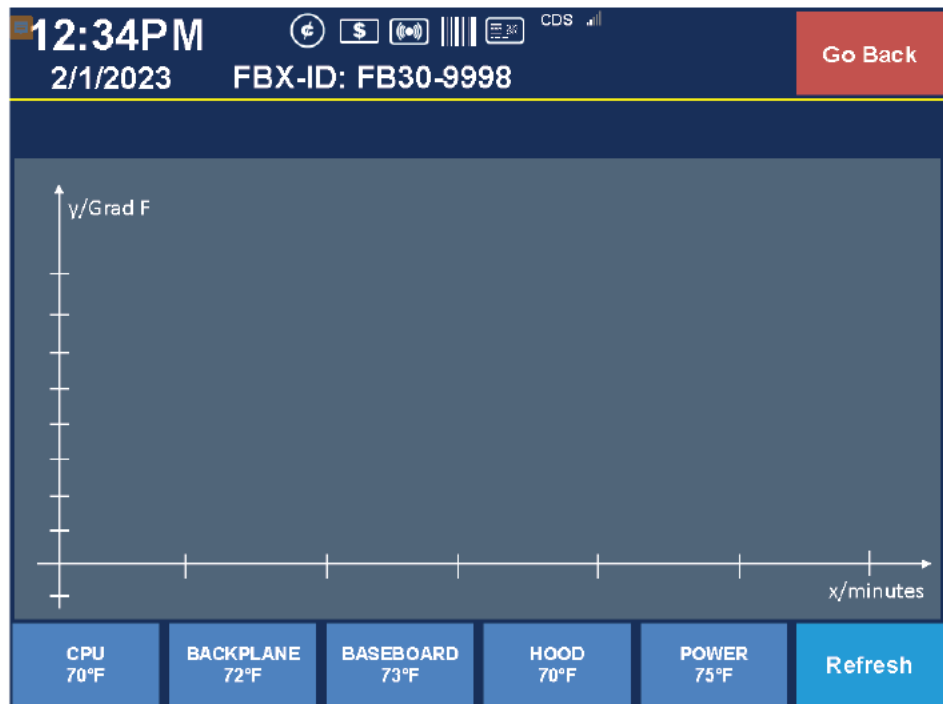 12:34PM
CDS
2/1/2023 FBX-ID: FB30-9998
Go Back
y/Grad F
x/minutes
CPU
70°F
BACKPLANE
72°F
BASEBOARD
73°F
HOOD
70°F
POWER
75°F
Refresh